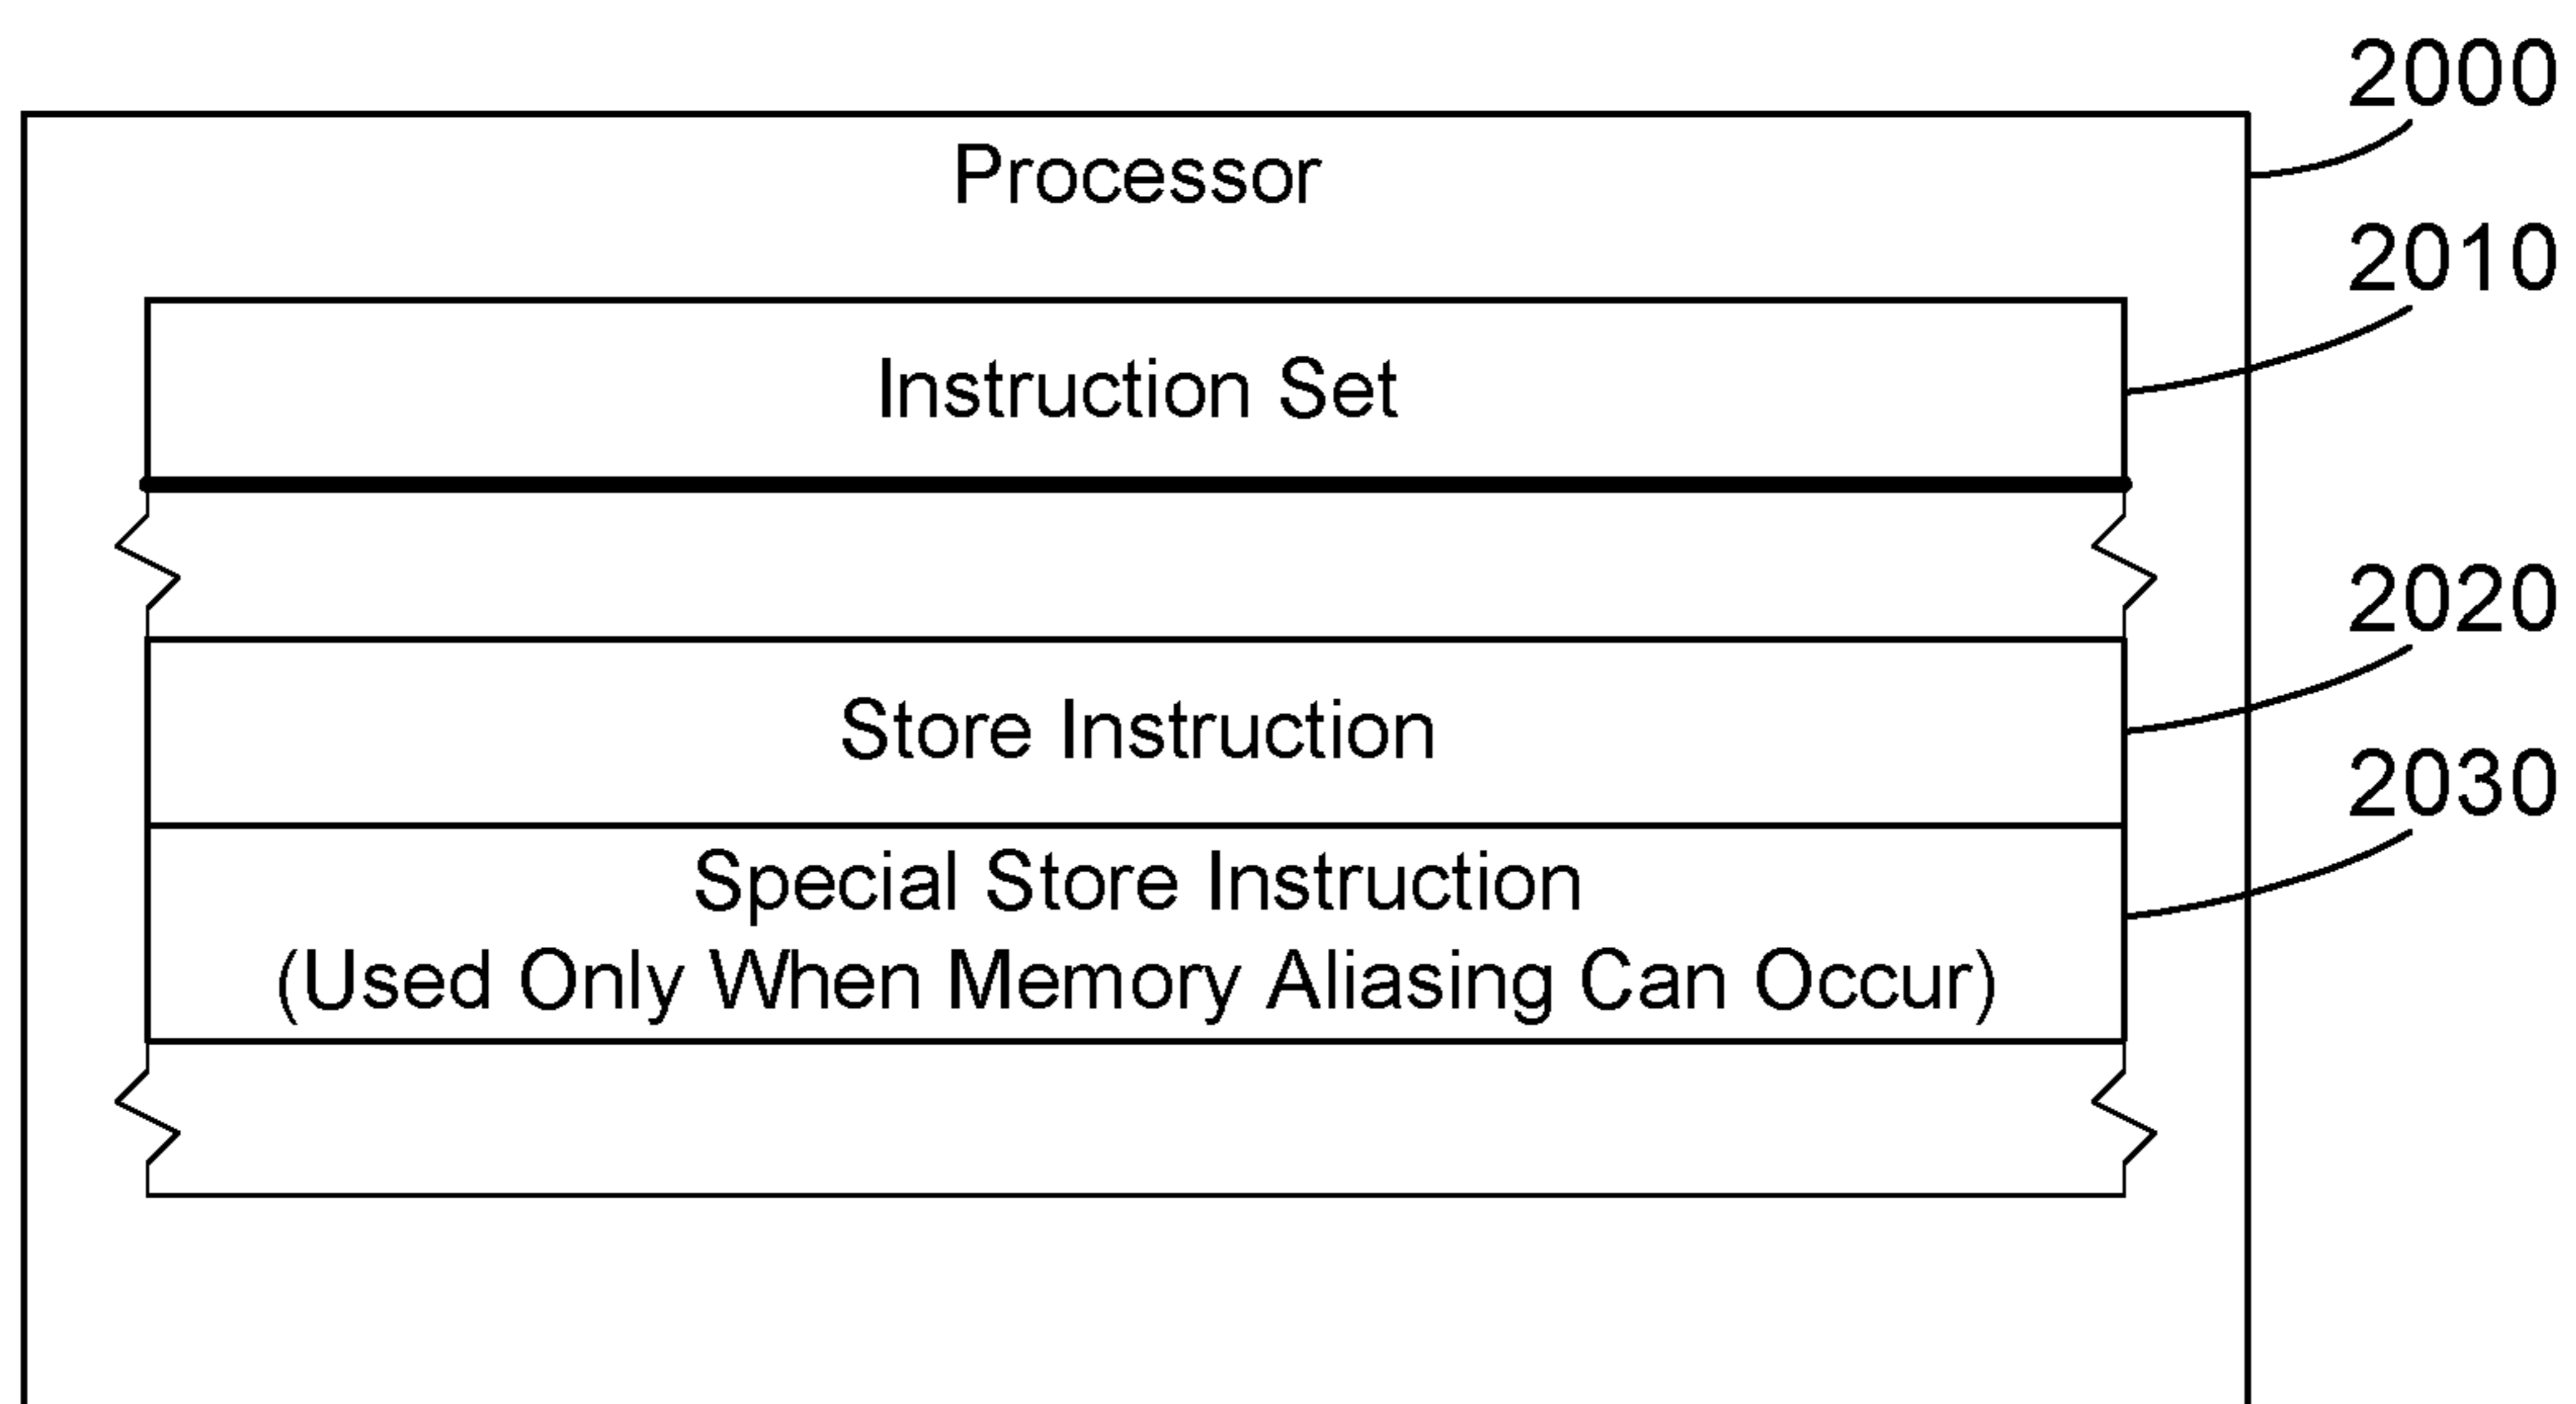 2000
Processor
2010
Instruction Set
2020
Store Instruction
2030
Special Store Instruction
(Used Only When Memory Aliasing Can Occur)